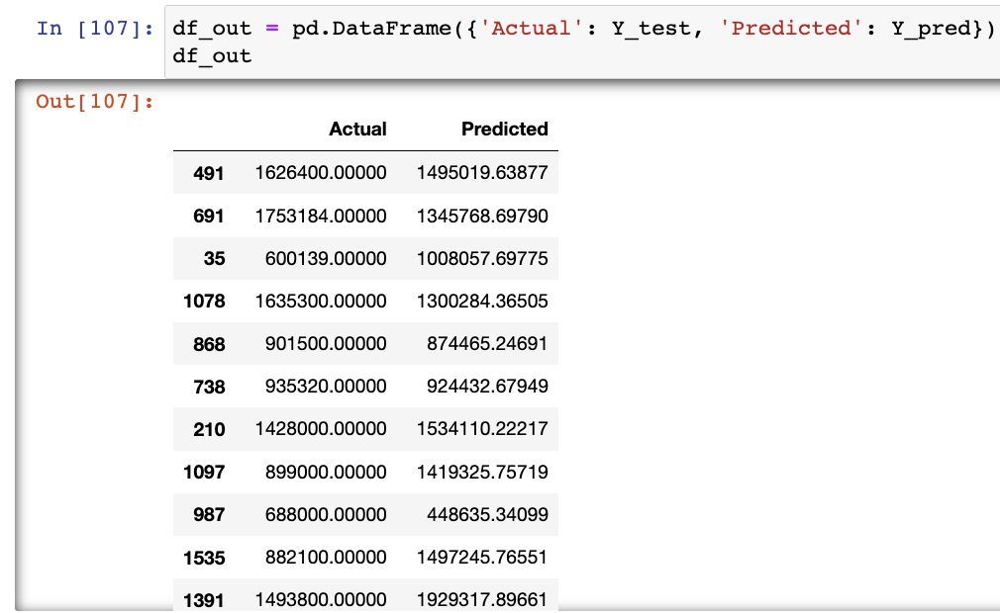 In [107]: df_out = pd.DataFrame({'Actual': Y_test, 'Predicted': Y_pred})
df_out
Out[107]:
Actual Predicted
491 1626400.00000 1495019.63877
691 1753184.00000 1345768.69790
35 600139.00000 1008057.69775
1078 1635300.00000 1300284.36505
868 901500.00000 874465.24691
738 935320.00000 924432.67949
210 1428000.00000 1534110.22217
1097 899000.00000 1419325.75719
987 688000.00000 448635.34099
1535 882100.00000 1497245.76551
1391 1493800.00000 1929317.89661